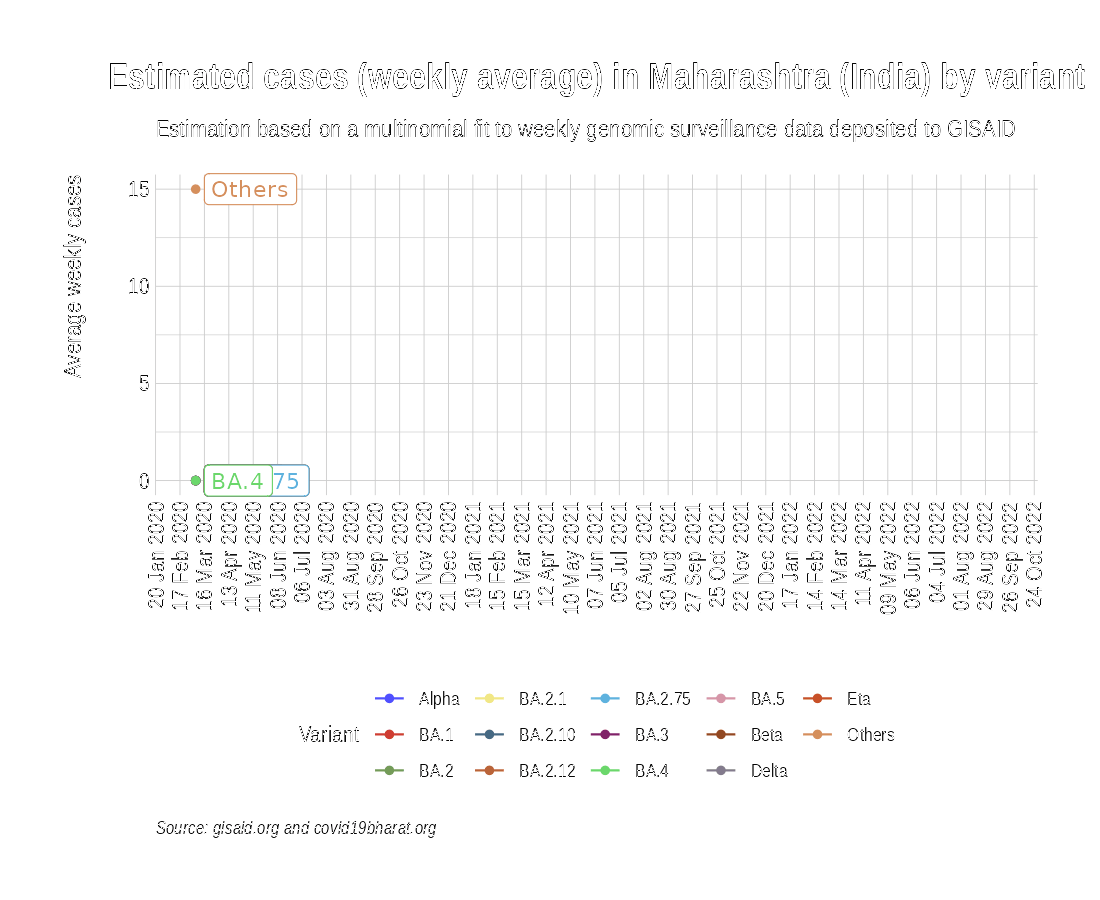 Estimated cases (weekly average) in Maharashtra (India) by variant
Estimation based on a multinomial fit to weekly genomic surveillance data deposited to GISAID
Average weekly cases
15
10
5
0
Others
BA.4
75
20 Jan 2020
17 Feb 2020
16 Mar 2020
13 Apr 2020
11 May 2020
08 Jun 2020
06 Jul 2020
03 Aug 2020
31 Aug 2020
28 Sep 2020
26 Oct 2020
23 Nov 2020
21 Dec 2020
18 Jan 2021
15 Feb 2021
15 Mar 2021
12 Apr 2021
10 May 2021
07 Jun 2021
05 Jul 2021
02 Aug 2021
30 Aug 2021
27 Sep 2021
25 Oct 2021
22 Nov 2021
20 Dec 2021
17 Jan 2022
14 Feb 2022
14 Mar 2022
11 Apr 2022
09 May 2022
06 Jun 2022
04 Jul 2022
01 Aug 2022
29 Aug 2022
26 Sep 2022
24 Oct 2022
Variant
Alpha BA.2.1 BA.2.75 BA.5 Eta
BA.1 BA.2.10 BA.3 Beta Others
BA.2 BA.2.12 BA.4 Delta
Source: gisaid.org and covid19bharat.org